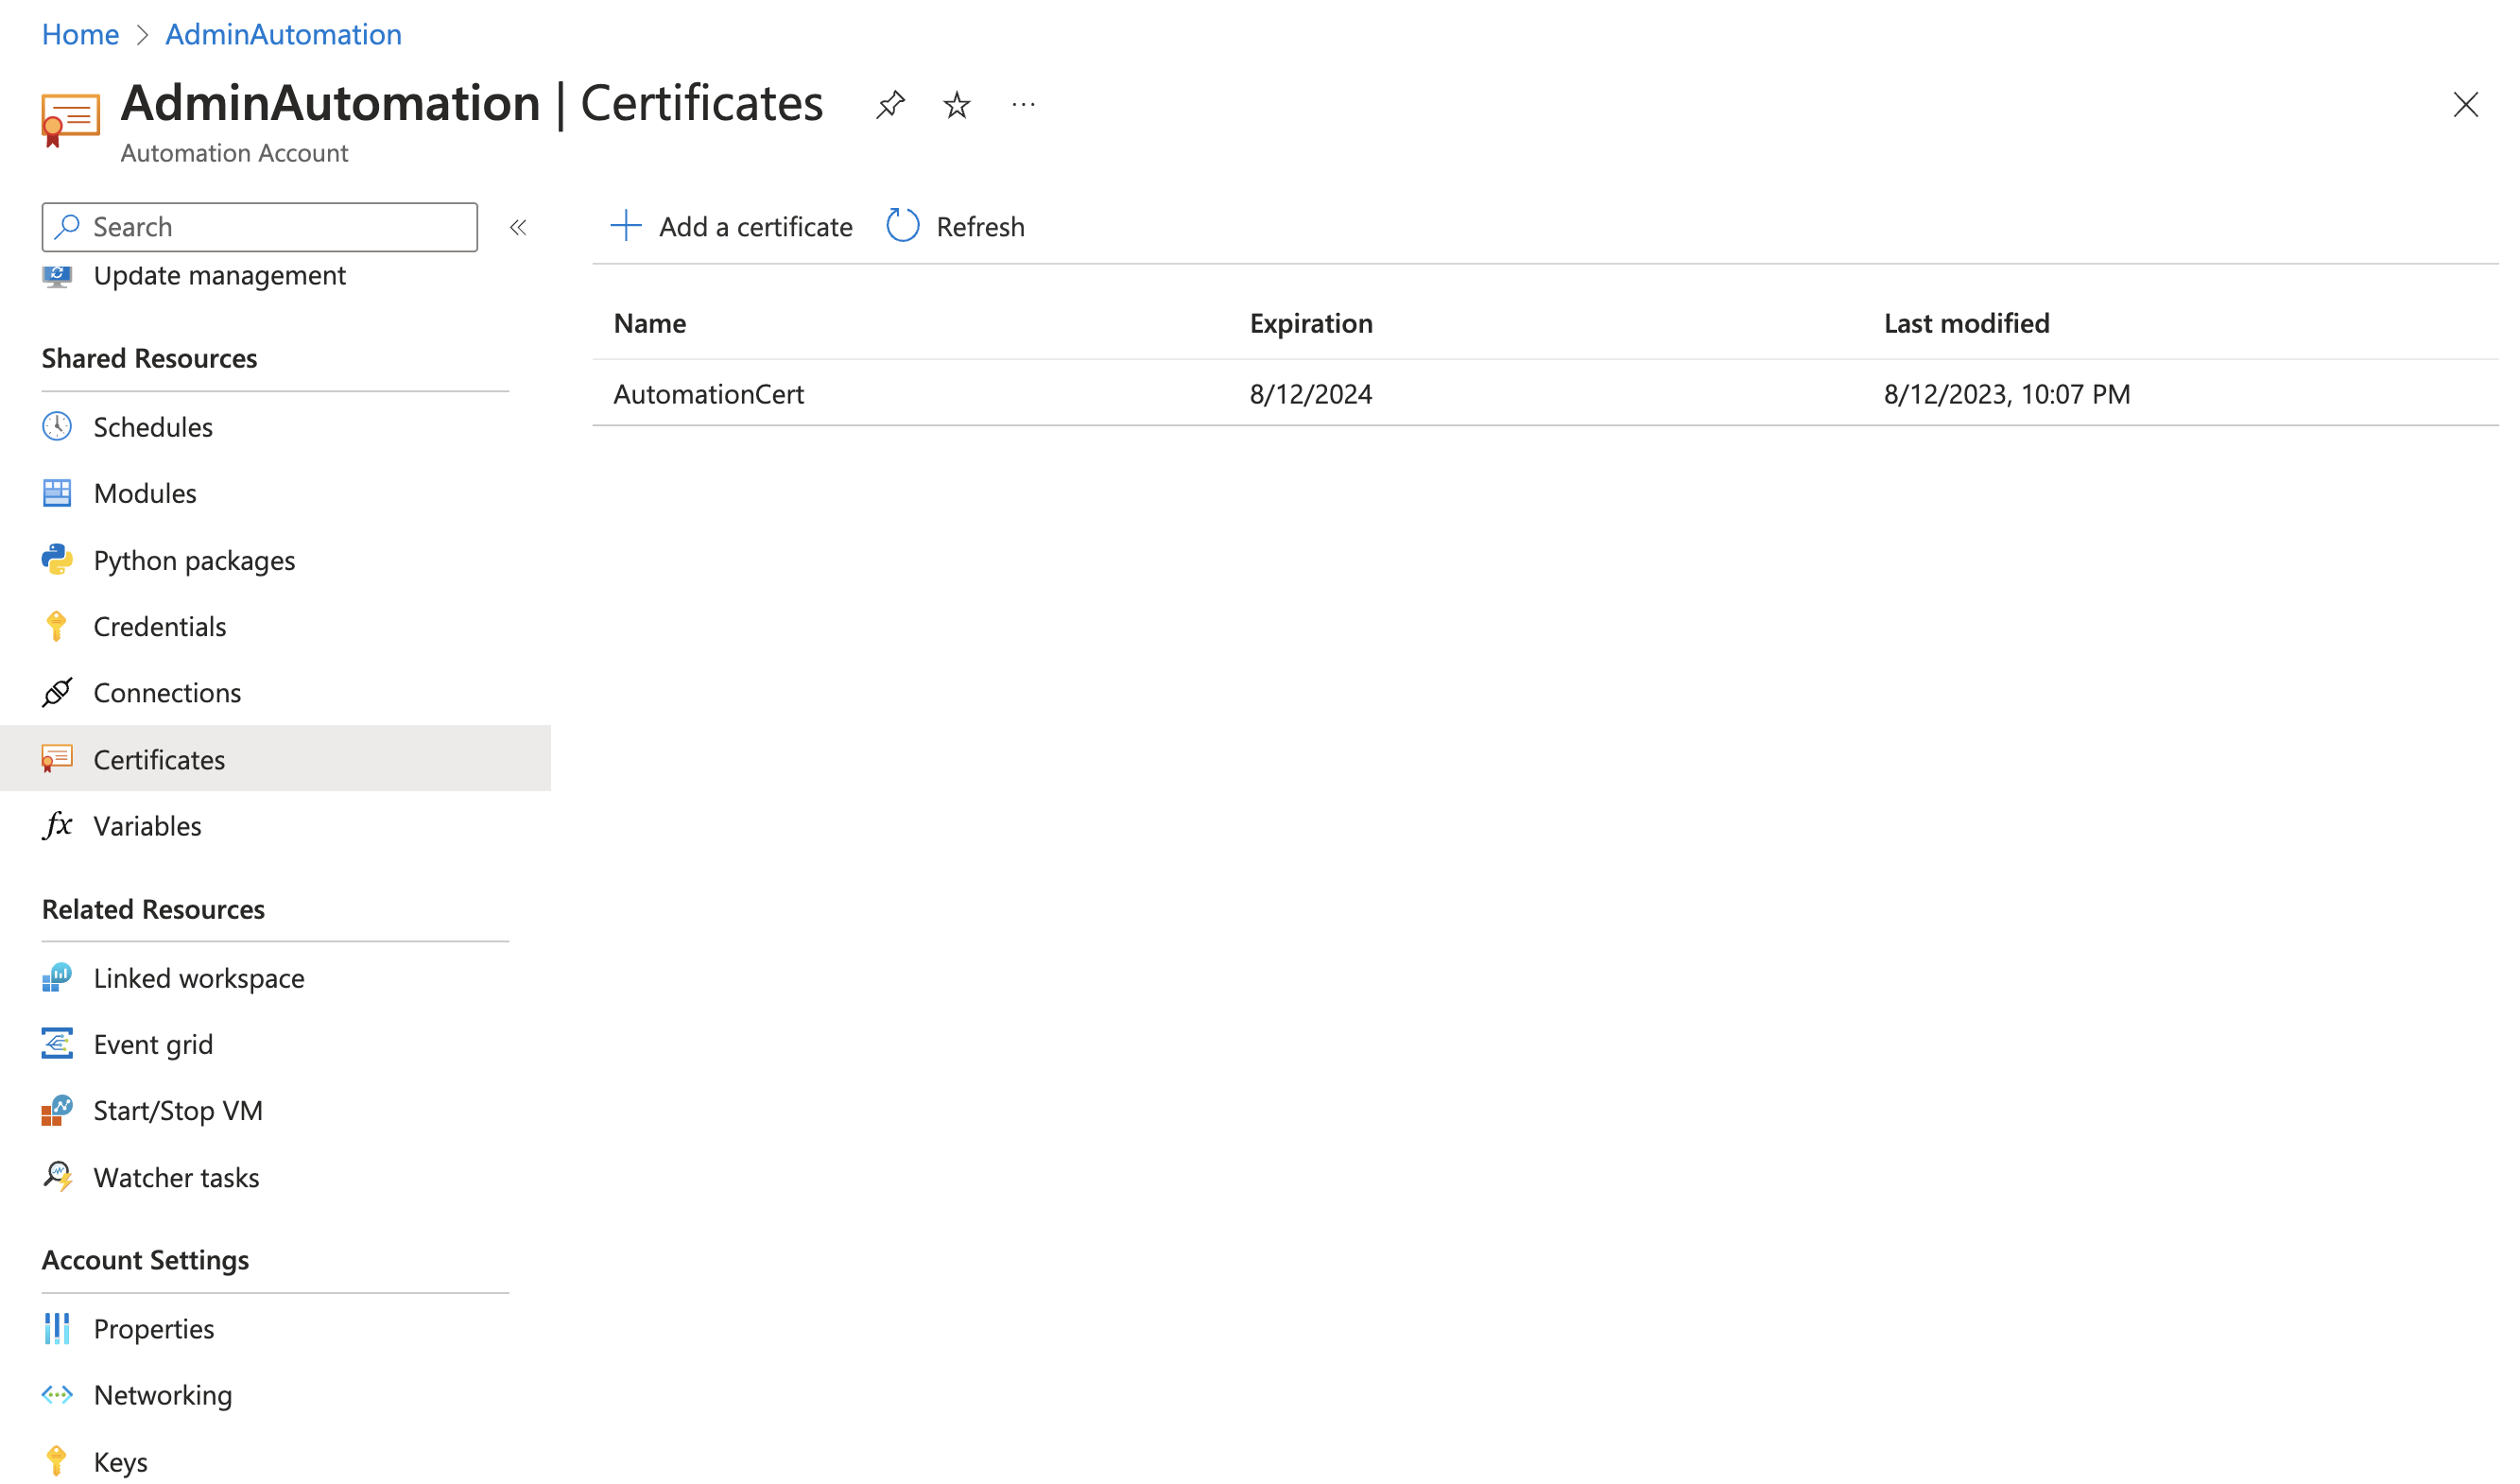 Home > AdminAutomation
AdminAutomation | Certificates ...
Automation Account
Search
«
Update management
Shared Resources
Schedules
Modules
Python packages
Credentials
Connections
Certificates
Variables
Related Resources
Linked workspace
Event grid
Start/Stop VM
Watcher tasks
Account Settings
Properties
Networking
Keys
Add a certificate Refresh
Name Expiration Last modified
AutomationCert 8/12/2024 8/12/2023, 10:07 PM